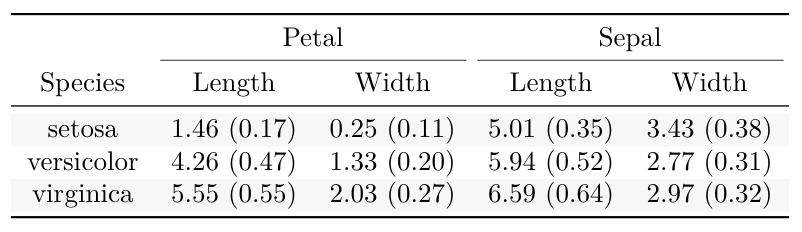 Petal Sepal
Species Length Width Length Width
setosa 1.46 (0.17) 0.25 (0.11) 5.01 (0.35) 3.43 (0.38)
versicolor 4.26 (0.47) 1.33 (0.20) 5.94 (0.52) 2.77 (0.31)
virginica 5.55 (0.55) 2.03 (0.27) 6.59 (0.64) 2.97 (0.32)